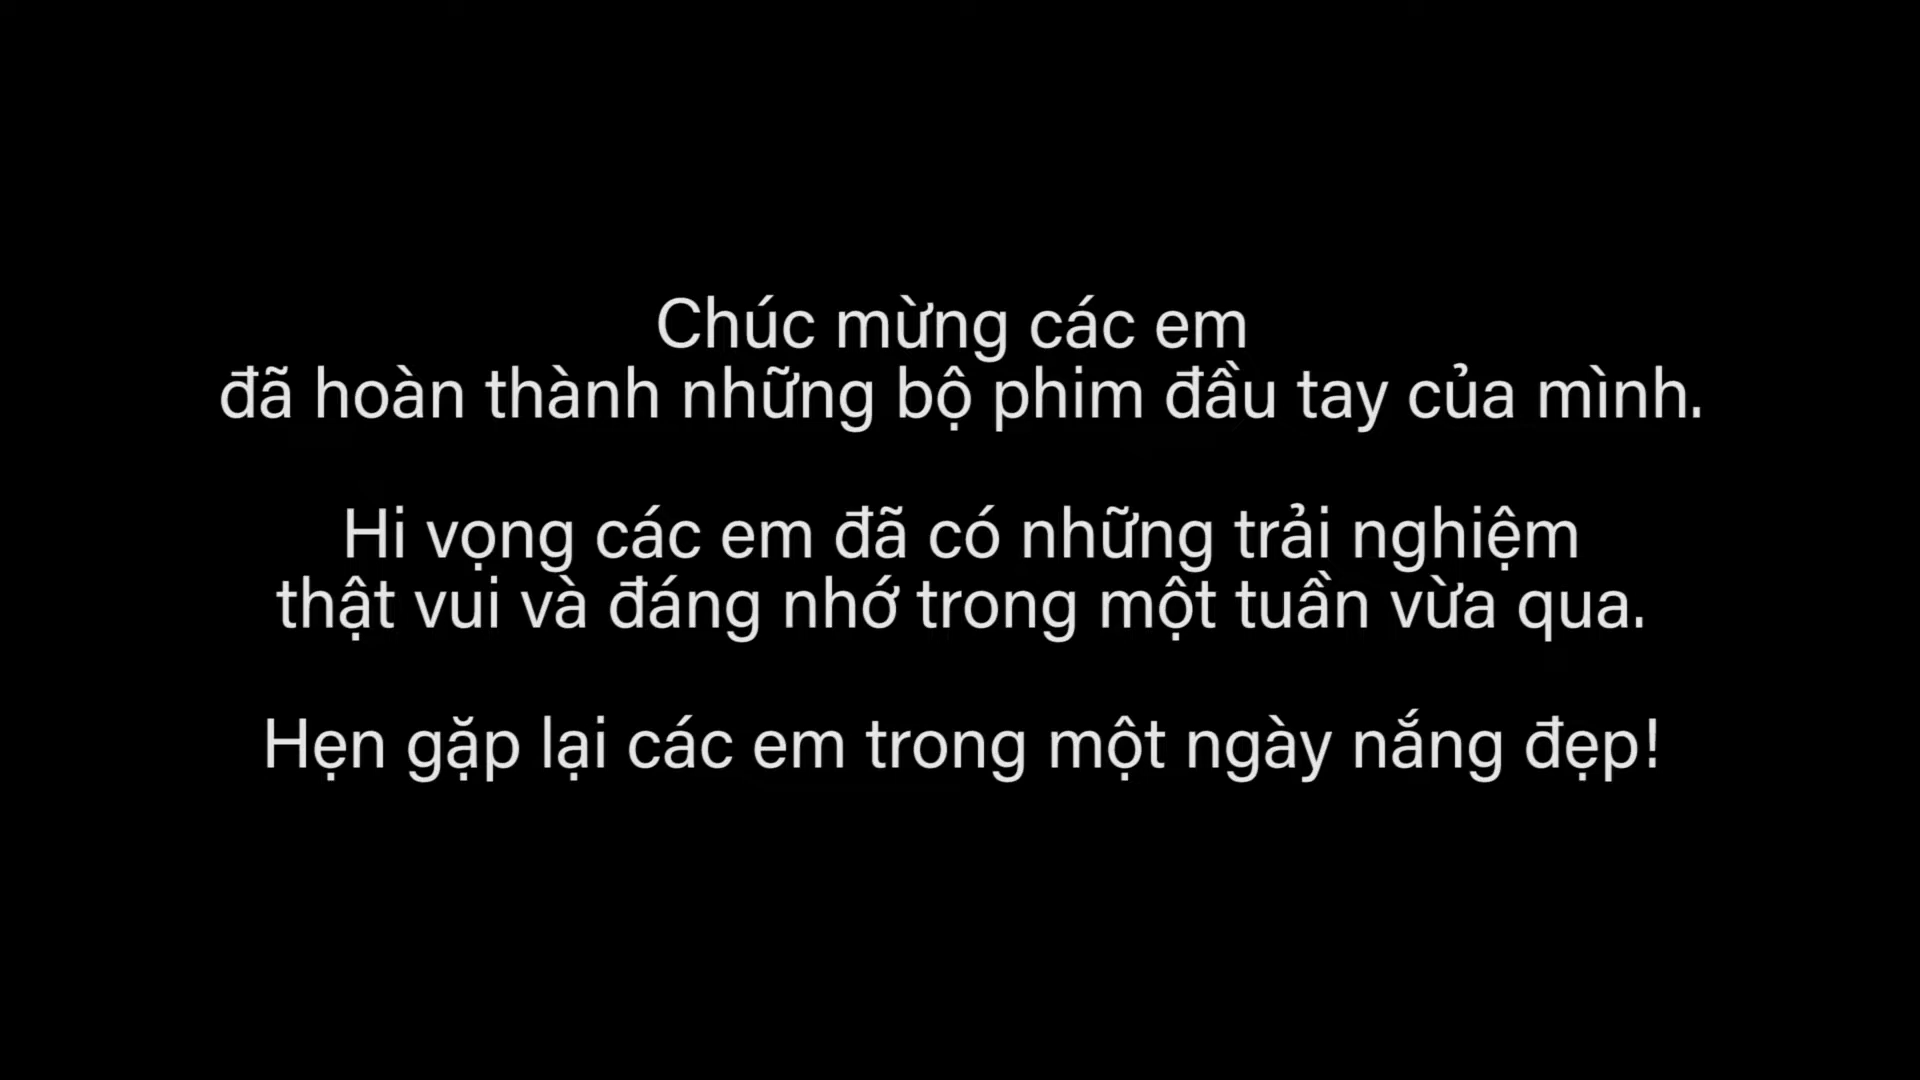 Chúc mừng các em
đã hoàn thành những bộ phim đầu tay của mình.
Hi vọng các em đã có những trải nghiệm
thật vui và đáng nhớ trong một tuần vừa qua.
Hẹn gặp lại các em trong một ngày nắng đẹp!